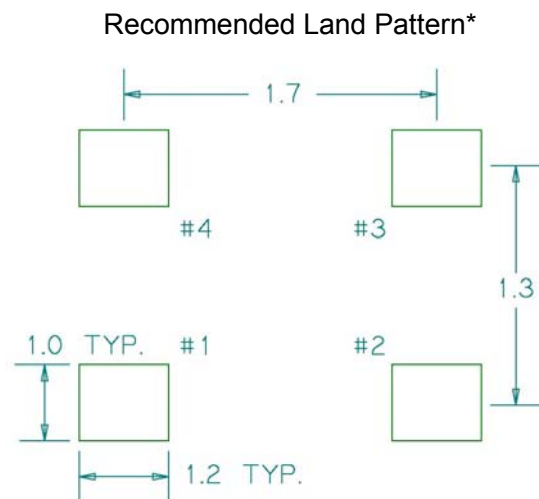 Recommended Land Pattern*
1.7
#4
#3
1.3
1.0 TYP.
#1
#2
1.2 TYP.